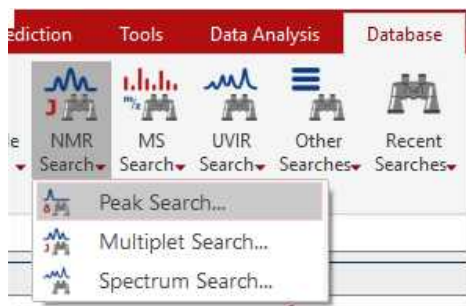 Tools Data Analysis Database
NMR MS UVIR Other Recent
Search Search Search Searches Searches
Peak Search...
Multiplet Search...
Spectrum Search...